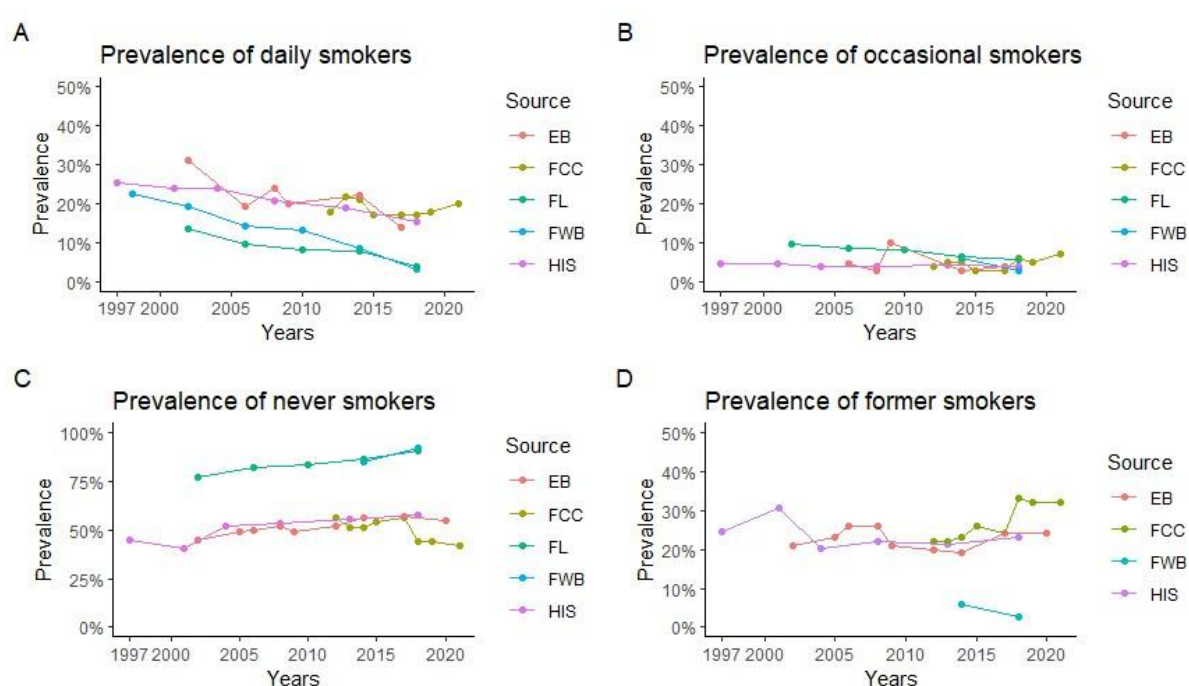 A
Prevalence of daily smokers
50%
40%
30%
20%
10%
0%
Prevalence
1997 2000 2005 2010 2015 2020
Years
Source
EB
FCC
FL
FWB
HIS
B
Prevalence of occasional smokers
50%
40%
30%
20%
10%
0%
Prevalence
1997 2000 2005 2010 2015 2020
Years
Source
EB
FCC
FL
FWB
HIS
C
Prevalence of never smokers
100%
75%
50%
25%
0%
Prevalence
1997 2000 2005 2010 2015 2020
Years
Source
EB
FCC
FL
FWB
HIS
D
Prevalence of former smokers
50%
40%
30%
20%
10%
0%
Prevalence
1997 2000 2005 2010 2015 2020
Years
Source
EB
FCC
FWB
HIS